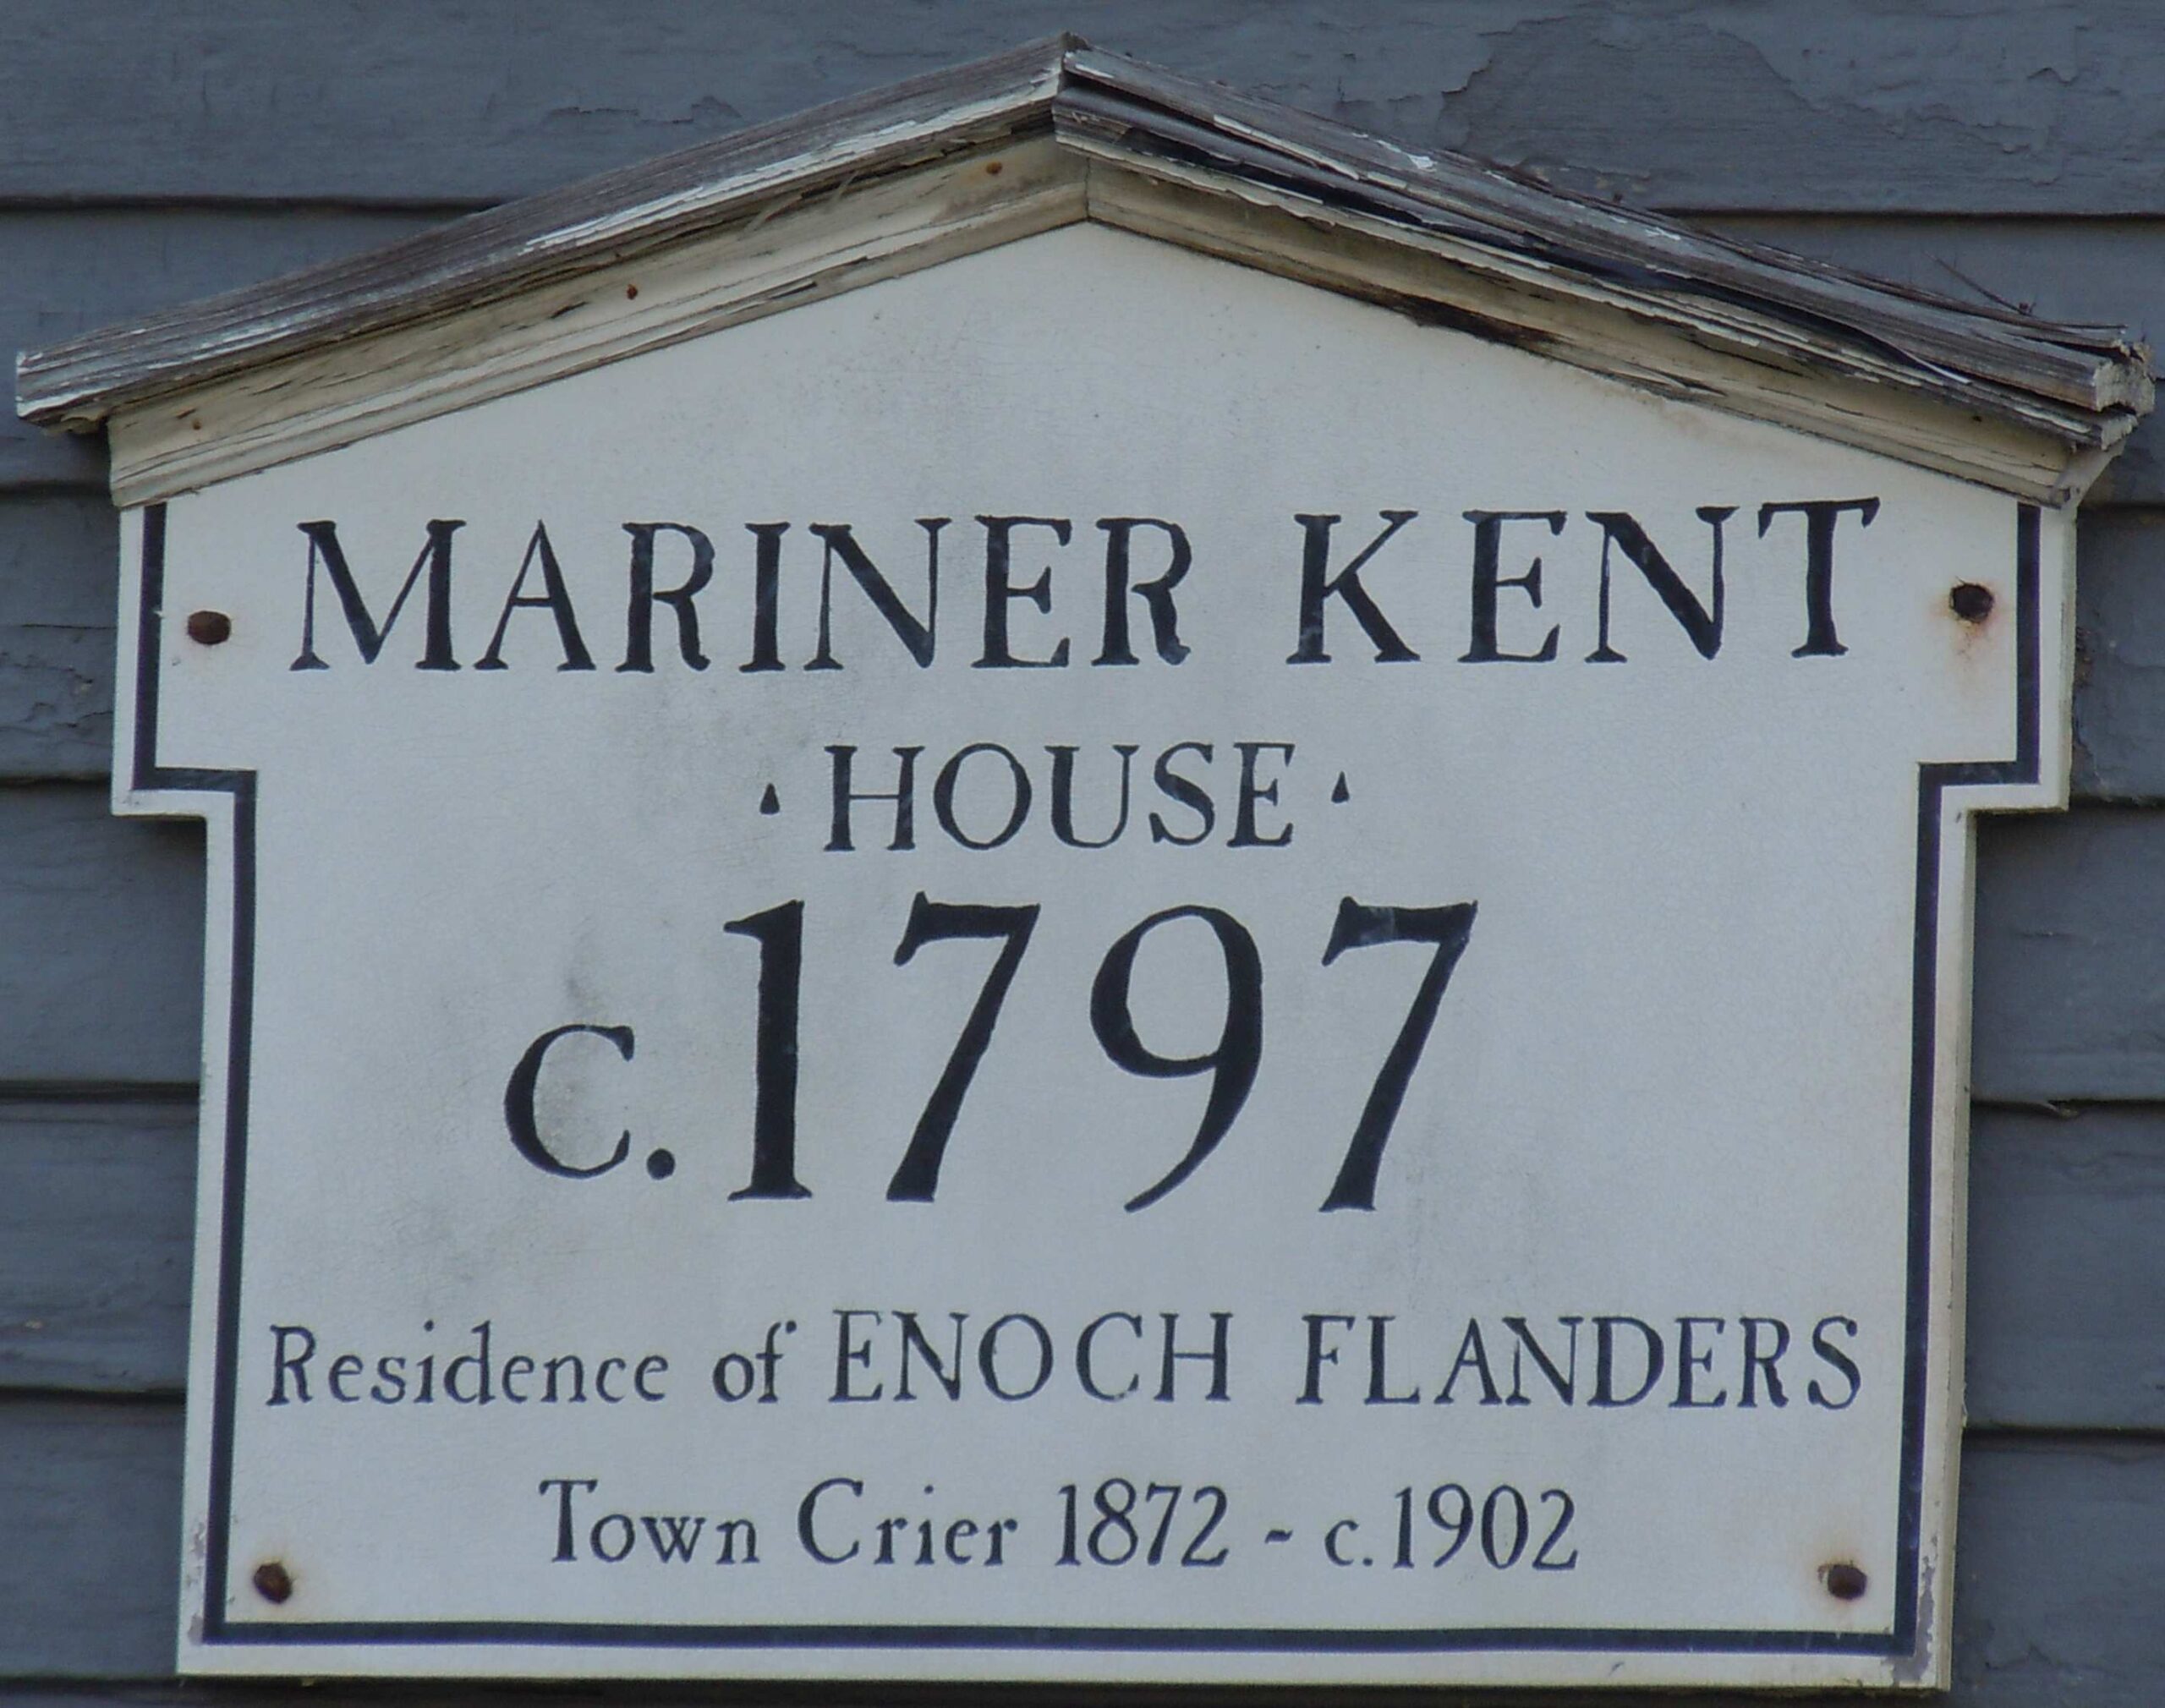 MARINER KENT
· HOUSE ·
c. 1797
Residence of ENOCH FLANDERS
Town Crier 1872 - c. 1902